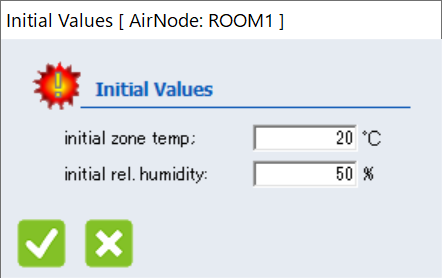 Initial Values [ AirNode: ROOM1 ]
Initial Values
initial zone temp: 20 °C
initial rel. humidity: 50 %